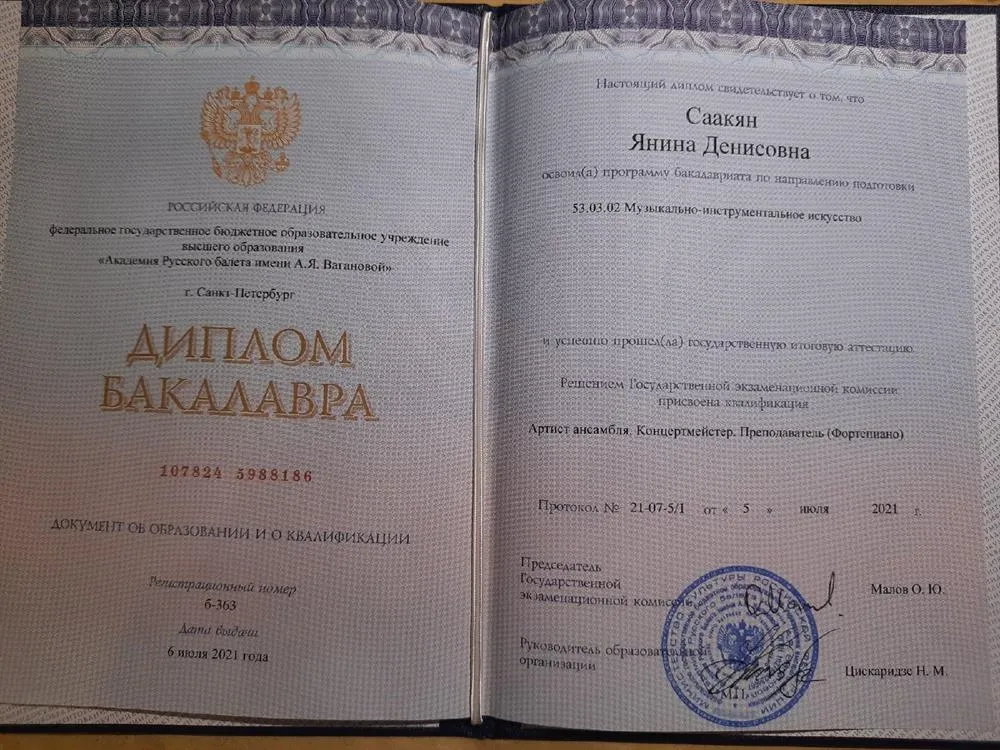 РОССИЙСКАЯ ФЕДЕРАЦИЯ
федеральное государственное бюджетное образовательное учреждение
высшего образования
«Академия Русского балета имени А.Я. Вагановой»
г. Санкт-Петербург
ДИПЛОМ
БАКАЛАВРА
107824 5988186
ДОКУМЕНТ ОБ ОБРАЗОВАНИИ И О КВАЛИФИКАЦИИ
Регистрационный номер
б-363
Дата выдачи
6 июля 2021 года
Настоящий диплом свидетельствует о том, что
Саакян
Янина Денисовна
освоил(а) программу бакалавриата по направлению подготовки
53.03.02 Музыкально-инструментальное искусство
и успешно прошел(ла) государственную итоговую аттестацию
Решением Государственной экзаменационной комиссии
присвоена квалификация
Артист ансамбля. Концертмейстер. Преподаватель (Фортепиано)
Протокол № 21-07-5/1 от « 5 » июля 2021 г.
Председатель
Государственной
экзаменационной комиссии
Малов О. Ю.
Руководитель образовательной
организации
Цискаридзе Н. М.
М.П.
МИНИСТЕРСТВО КУЛЬТУРЫ РОССИЙСКОЙ ФЕДЕРАЦИИ